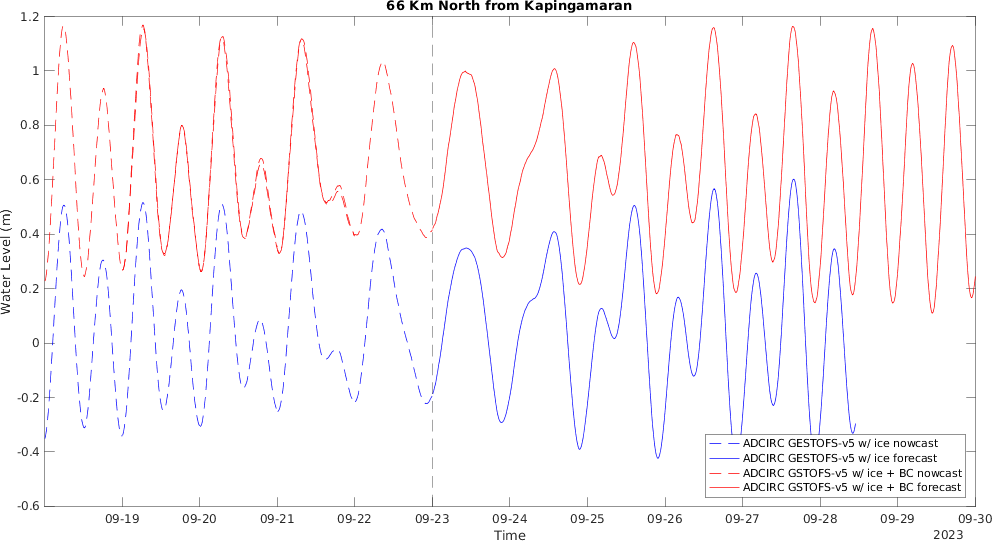 66 Km North from Kapingamaran
Water Level (m)
1.2
1
0.8
0.6
0.4
0.2
0
-0.2
-0.4
-0.6
ADCIRC GESTOFS-v5 w/ ice nowcast
ADCIRC GESTOFS-v5 w/ ice forecast
ADCIRC GSTOFS-v5 w/ ice + BC nowcast
ADCIRC GSTOFS-v5 w/ ice + BC forecast
09-19 09-20 09-21 09-22 09-23 09-24 09-25 09-26 09-27 09-28 09-29 09-30
Time
2023